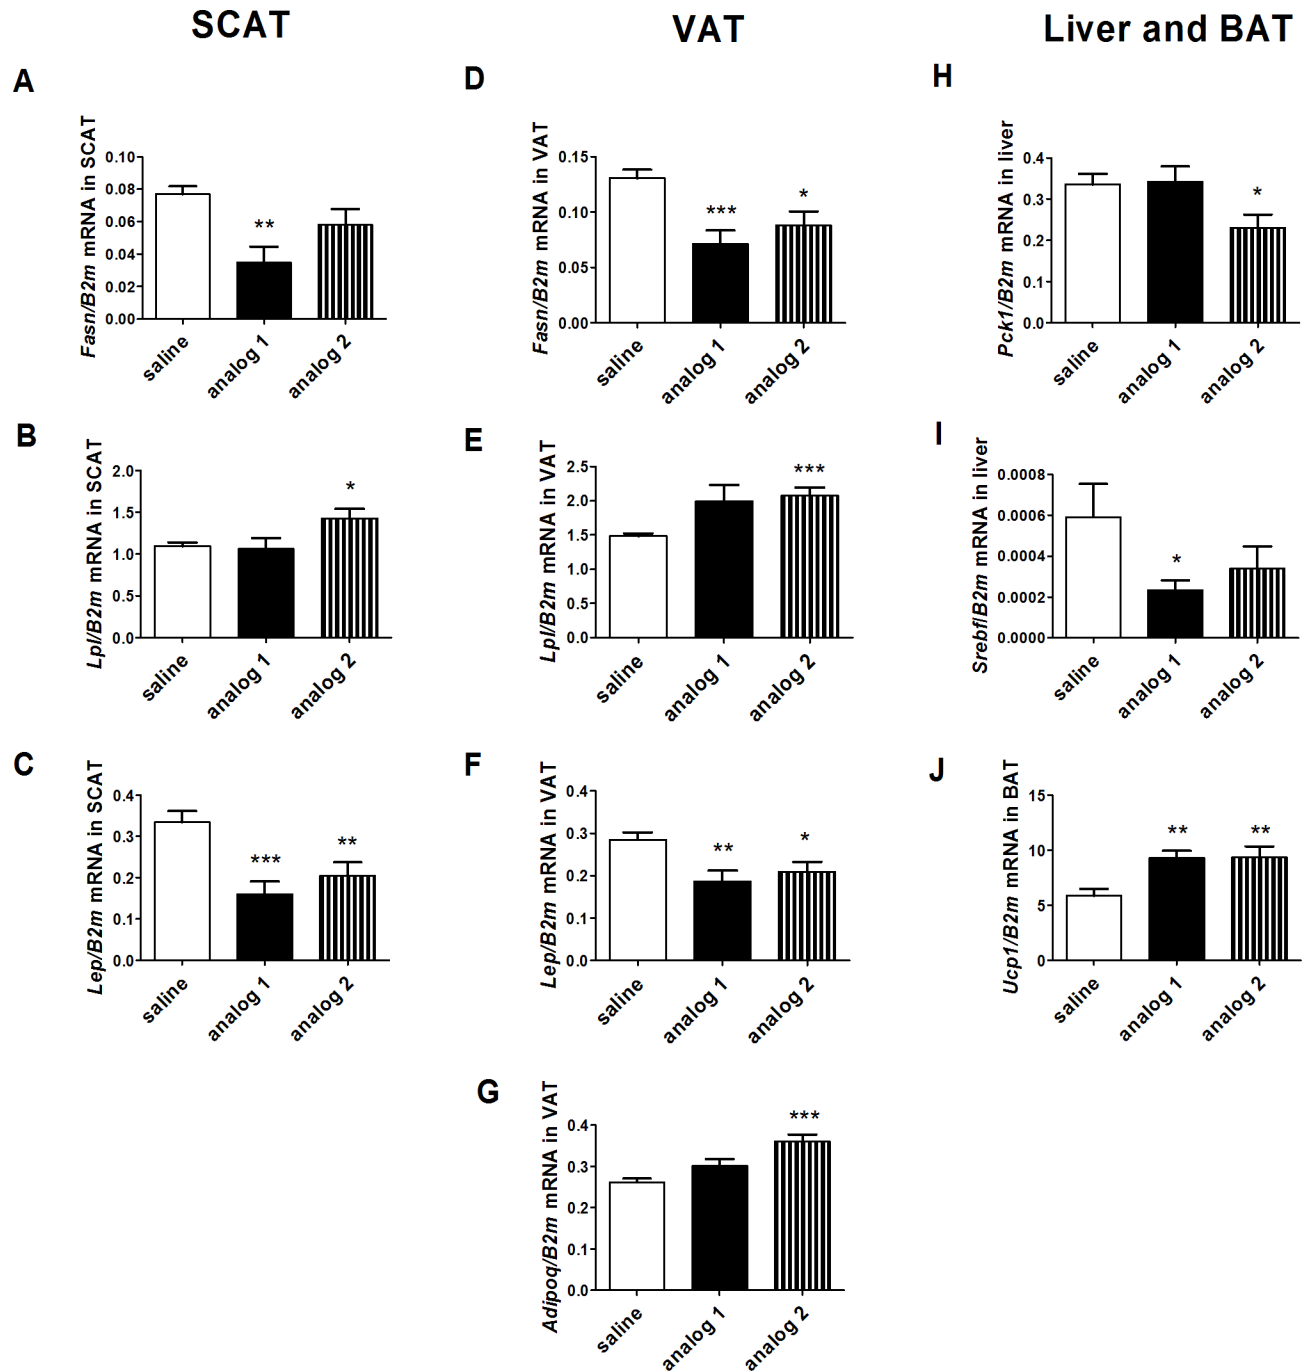 SCAT
VAT
Liver and BAT
A
Fasn/B2m mRNA in SCAT
0.10
0.08
0.06
0.04
0.02
0.00
**
saline
analog 1
analog 2
D
Fasn/B2m mRNA in VAT
0.15
0.10
0.05
0.00
***
*
saline
analog 1
analog 2
H
Pck1/B2m mRNA in liver
0.4
0.3
0.2
0.1
0.0
*
saline
analog 1
analog 2
B
Lpl/B2m mRNA in SCAT
2.0
1.5
1.0
0.5
0.0
*
saline
analog 1
analog 2
E
Lpl/B2m mRNA in VAT
2.5
2.0
1.5
1.0
0.5
0.0
***
saline
analog 1
analog 2
I
Srebf/B2m mRNA in liver
0.0008
0.0006
0.0004
0.0002
0.0000
*
saline
analog 1
analog 2
C
Lep/B2m mRNA in SCAT
0.4
0.3
0.2
0.1
0.0
***
**
saline
analog 1
analog 2
F
Lep/B2m mRNA in VAT
0.4
0.3
0.2
0.1
0.0
**
*
saline
analog 1
analog 2
J
Ucp1/B2m mRNA in BAT
15
10
5
0
**
**
saline
analog 1
analog 2
G
Adipoq/B2m mRNA in VAT
0.4
0.3
0.2
0.1
0.0
***
saline
analog 1
analog 2